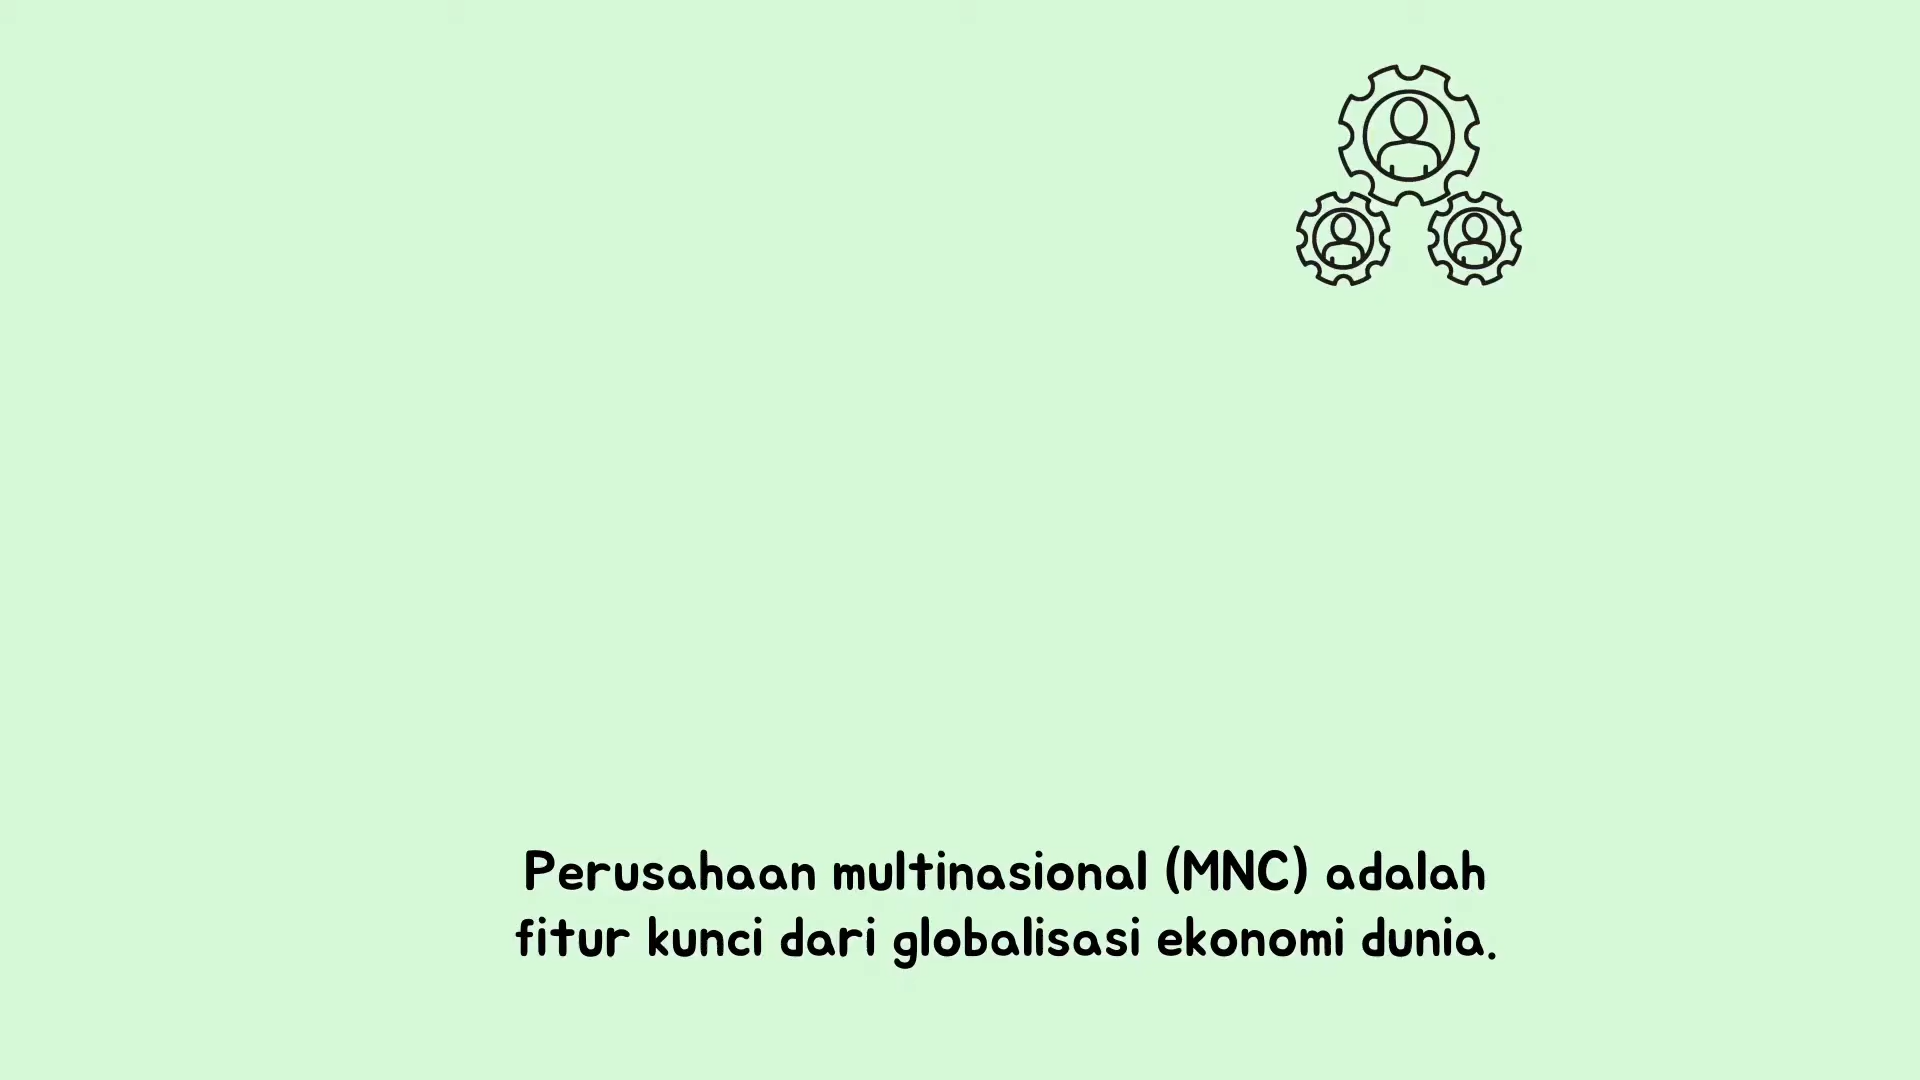 Perusahaan multinasional (MNC) adalah
fitur kunci dari globalisasi ekonomi dunia.